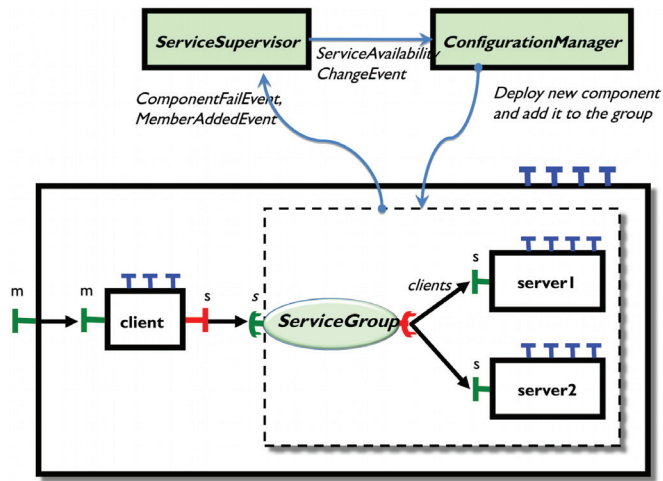 ServiceSupervisor
ServiceAvailability
ChangeEvent
ConfigurationManager
ComponentFailEvent,
MemberAddedEvent
Deploy new component
and add it to the group
m
m
client
s
s
ServiceGroup
clients
s
server1
s
server2